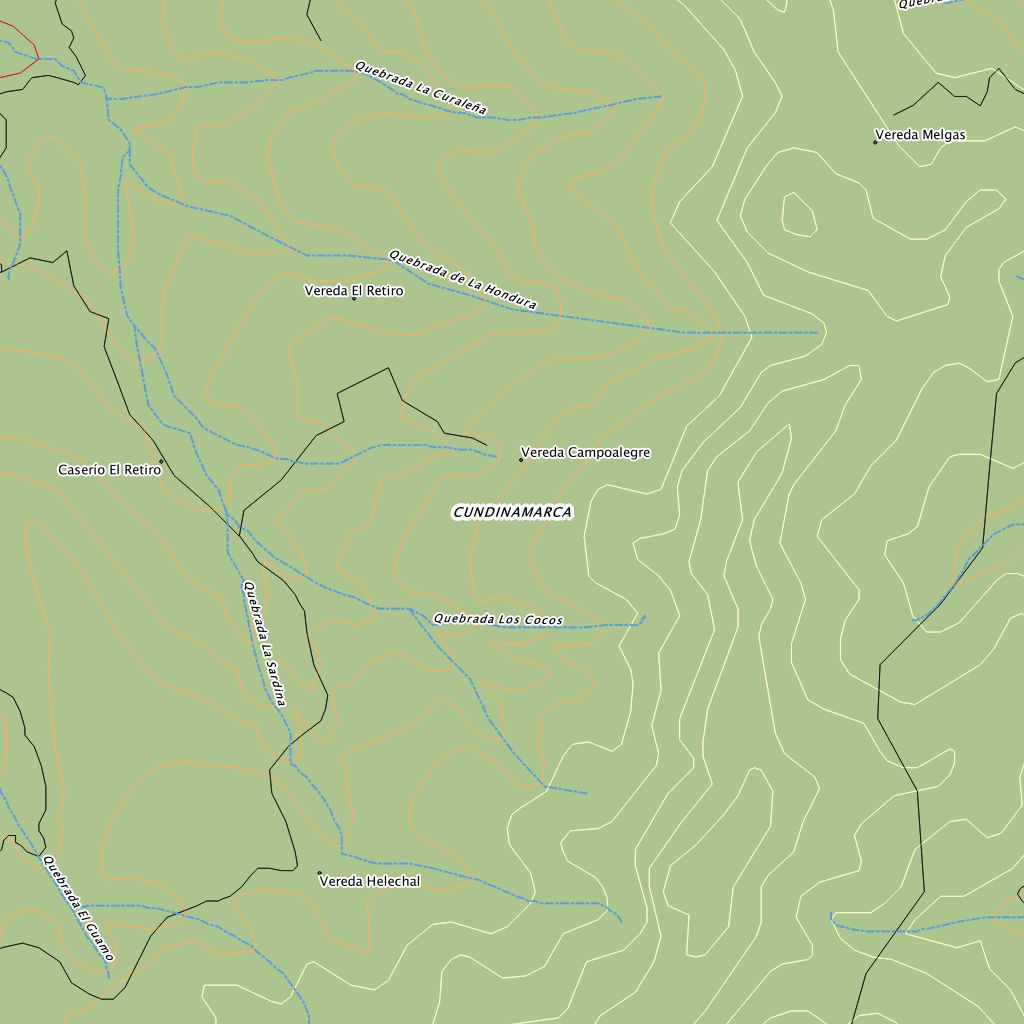 Quebrada La Curaleña
Vereda Melgas
Quebrada de La Hondura
Vereda El Retiro
Vereda Campoalegre
Caserío El Retiro
CUNDINAMARCA
Quebrada Los Cocos
Quebrada La Sardina
Vereda Helechal
Quebrada El Guamo